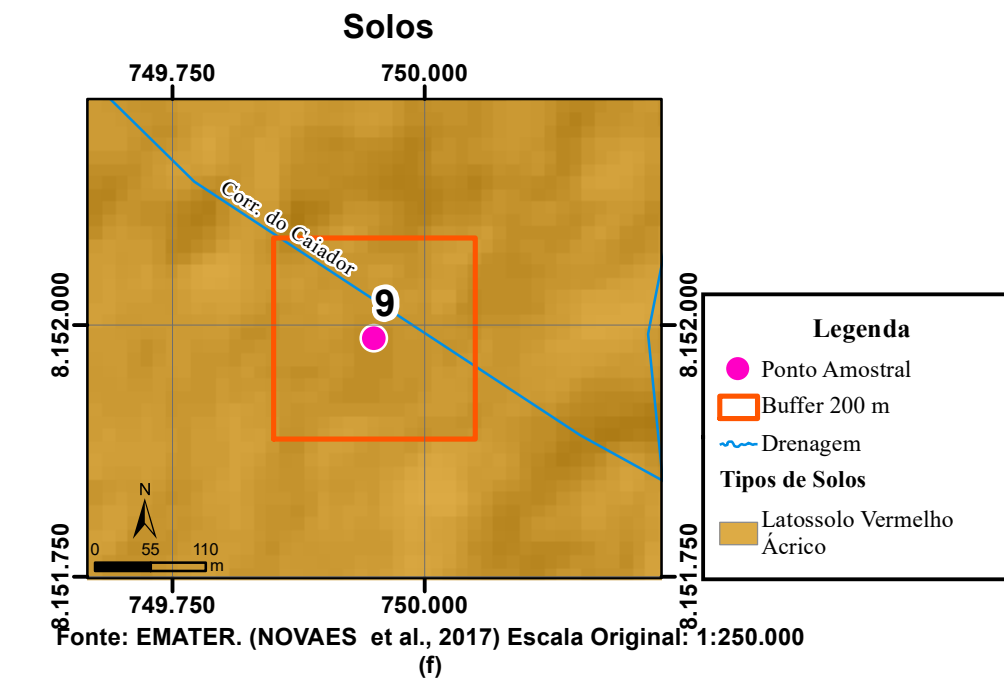 Solos
749.750 750.000
8.152.000
8.151.750
Corr. do Caiador
9
N
0 55 110
m
8.152.000
8.151.750
749.750 750.000
Legenda
Ponto Amostral
Buffer 200 m
Drenagem
Tipos de Solos
Latossolo Vermelho
Ácrico
Fonte: EMATER. (NOVAES et al., 2017) Escala Original: 1:250.000
(f)